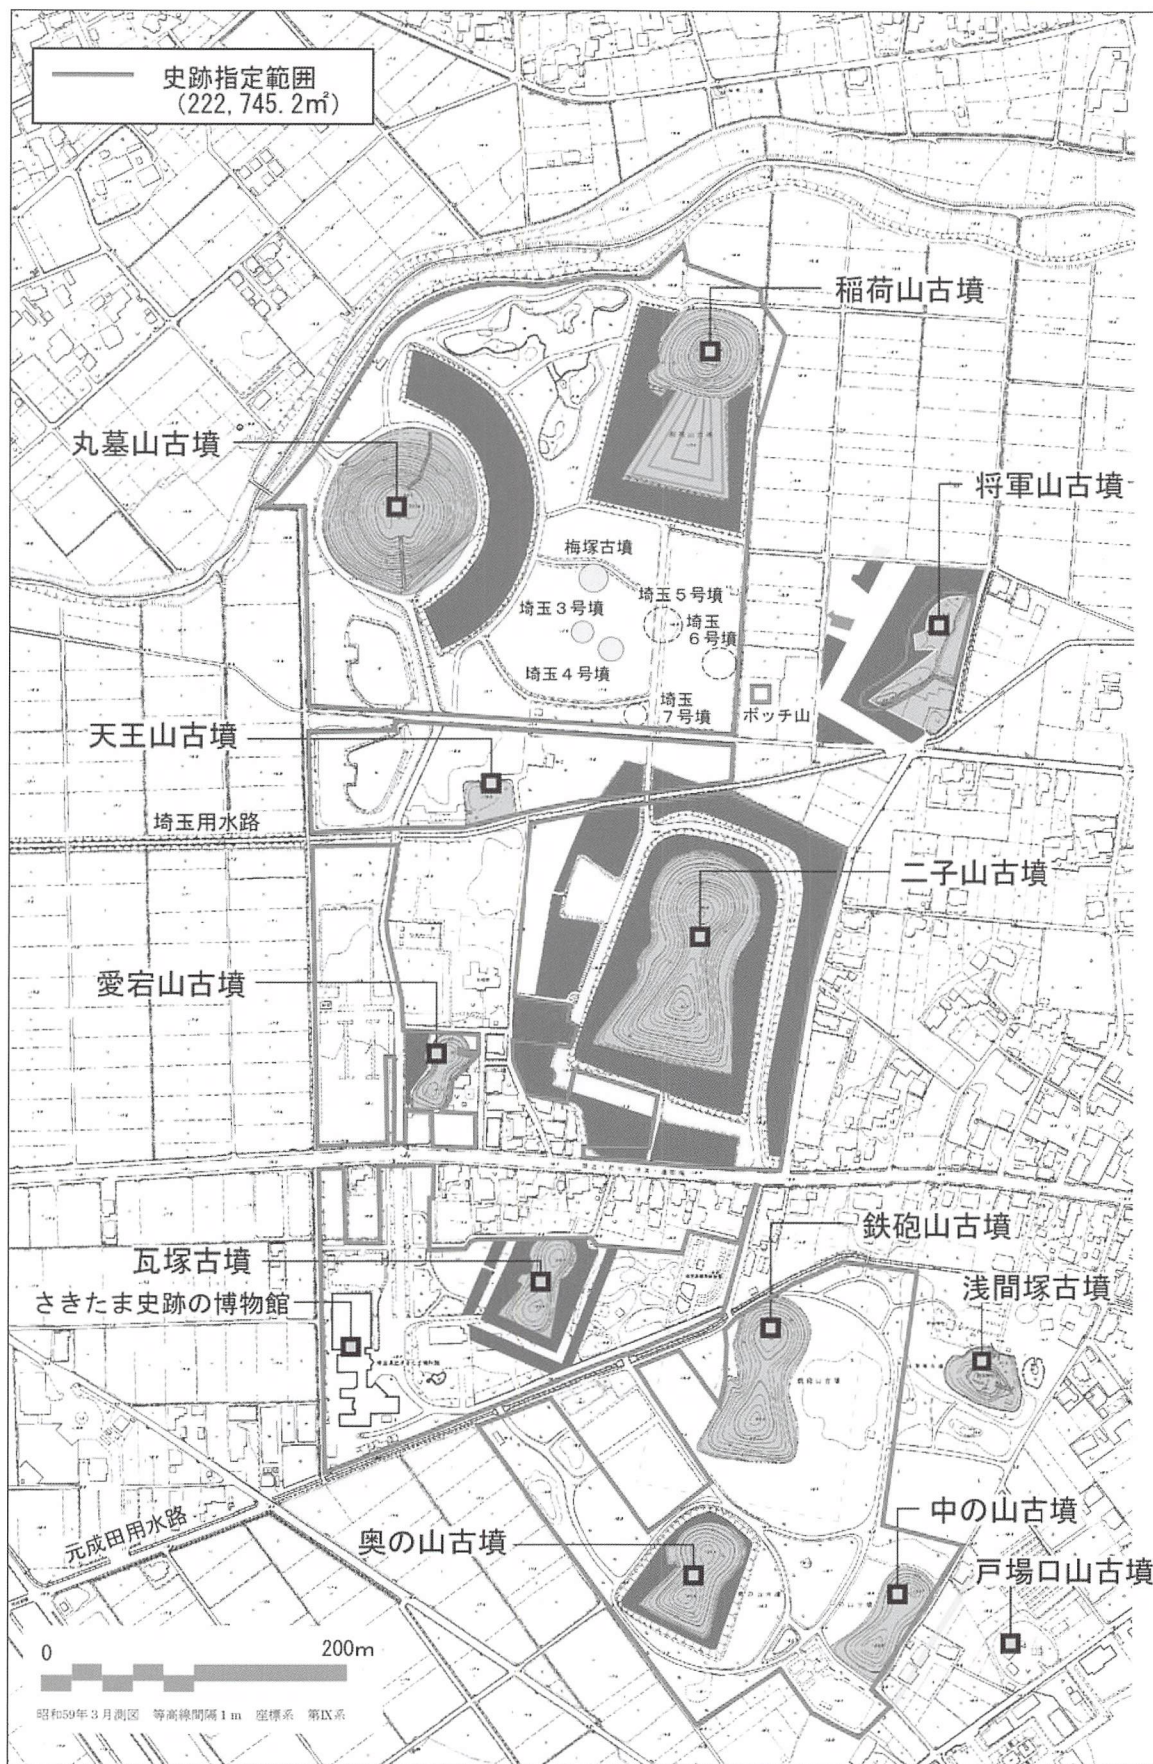 史跡指定範囲
(222,745.2㎡)
稲荷山古墳
丸墓山古墳
将軍山古墳
梅塚古墳
埼玉5号墳
埼玉3号墳
埼玉
6号墳
埼玉4号墳
埼玉
7号墳
ボッチ山
天王山古墳
埼玉用水路
二子山古墳
愛宕山古墳
鉄砲山古墳
瓦塚古墳
浅間塚古墳
さきたま史跡の博物館
中の山古墳
奥の山古墳
元成田用水路
戸場口山古墳
0 200m
昭和59年3月測図 等高線間隔1m 座標系 第Ⅸ系